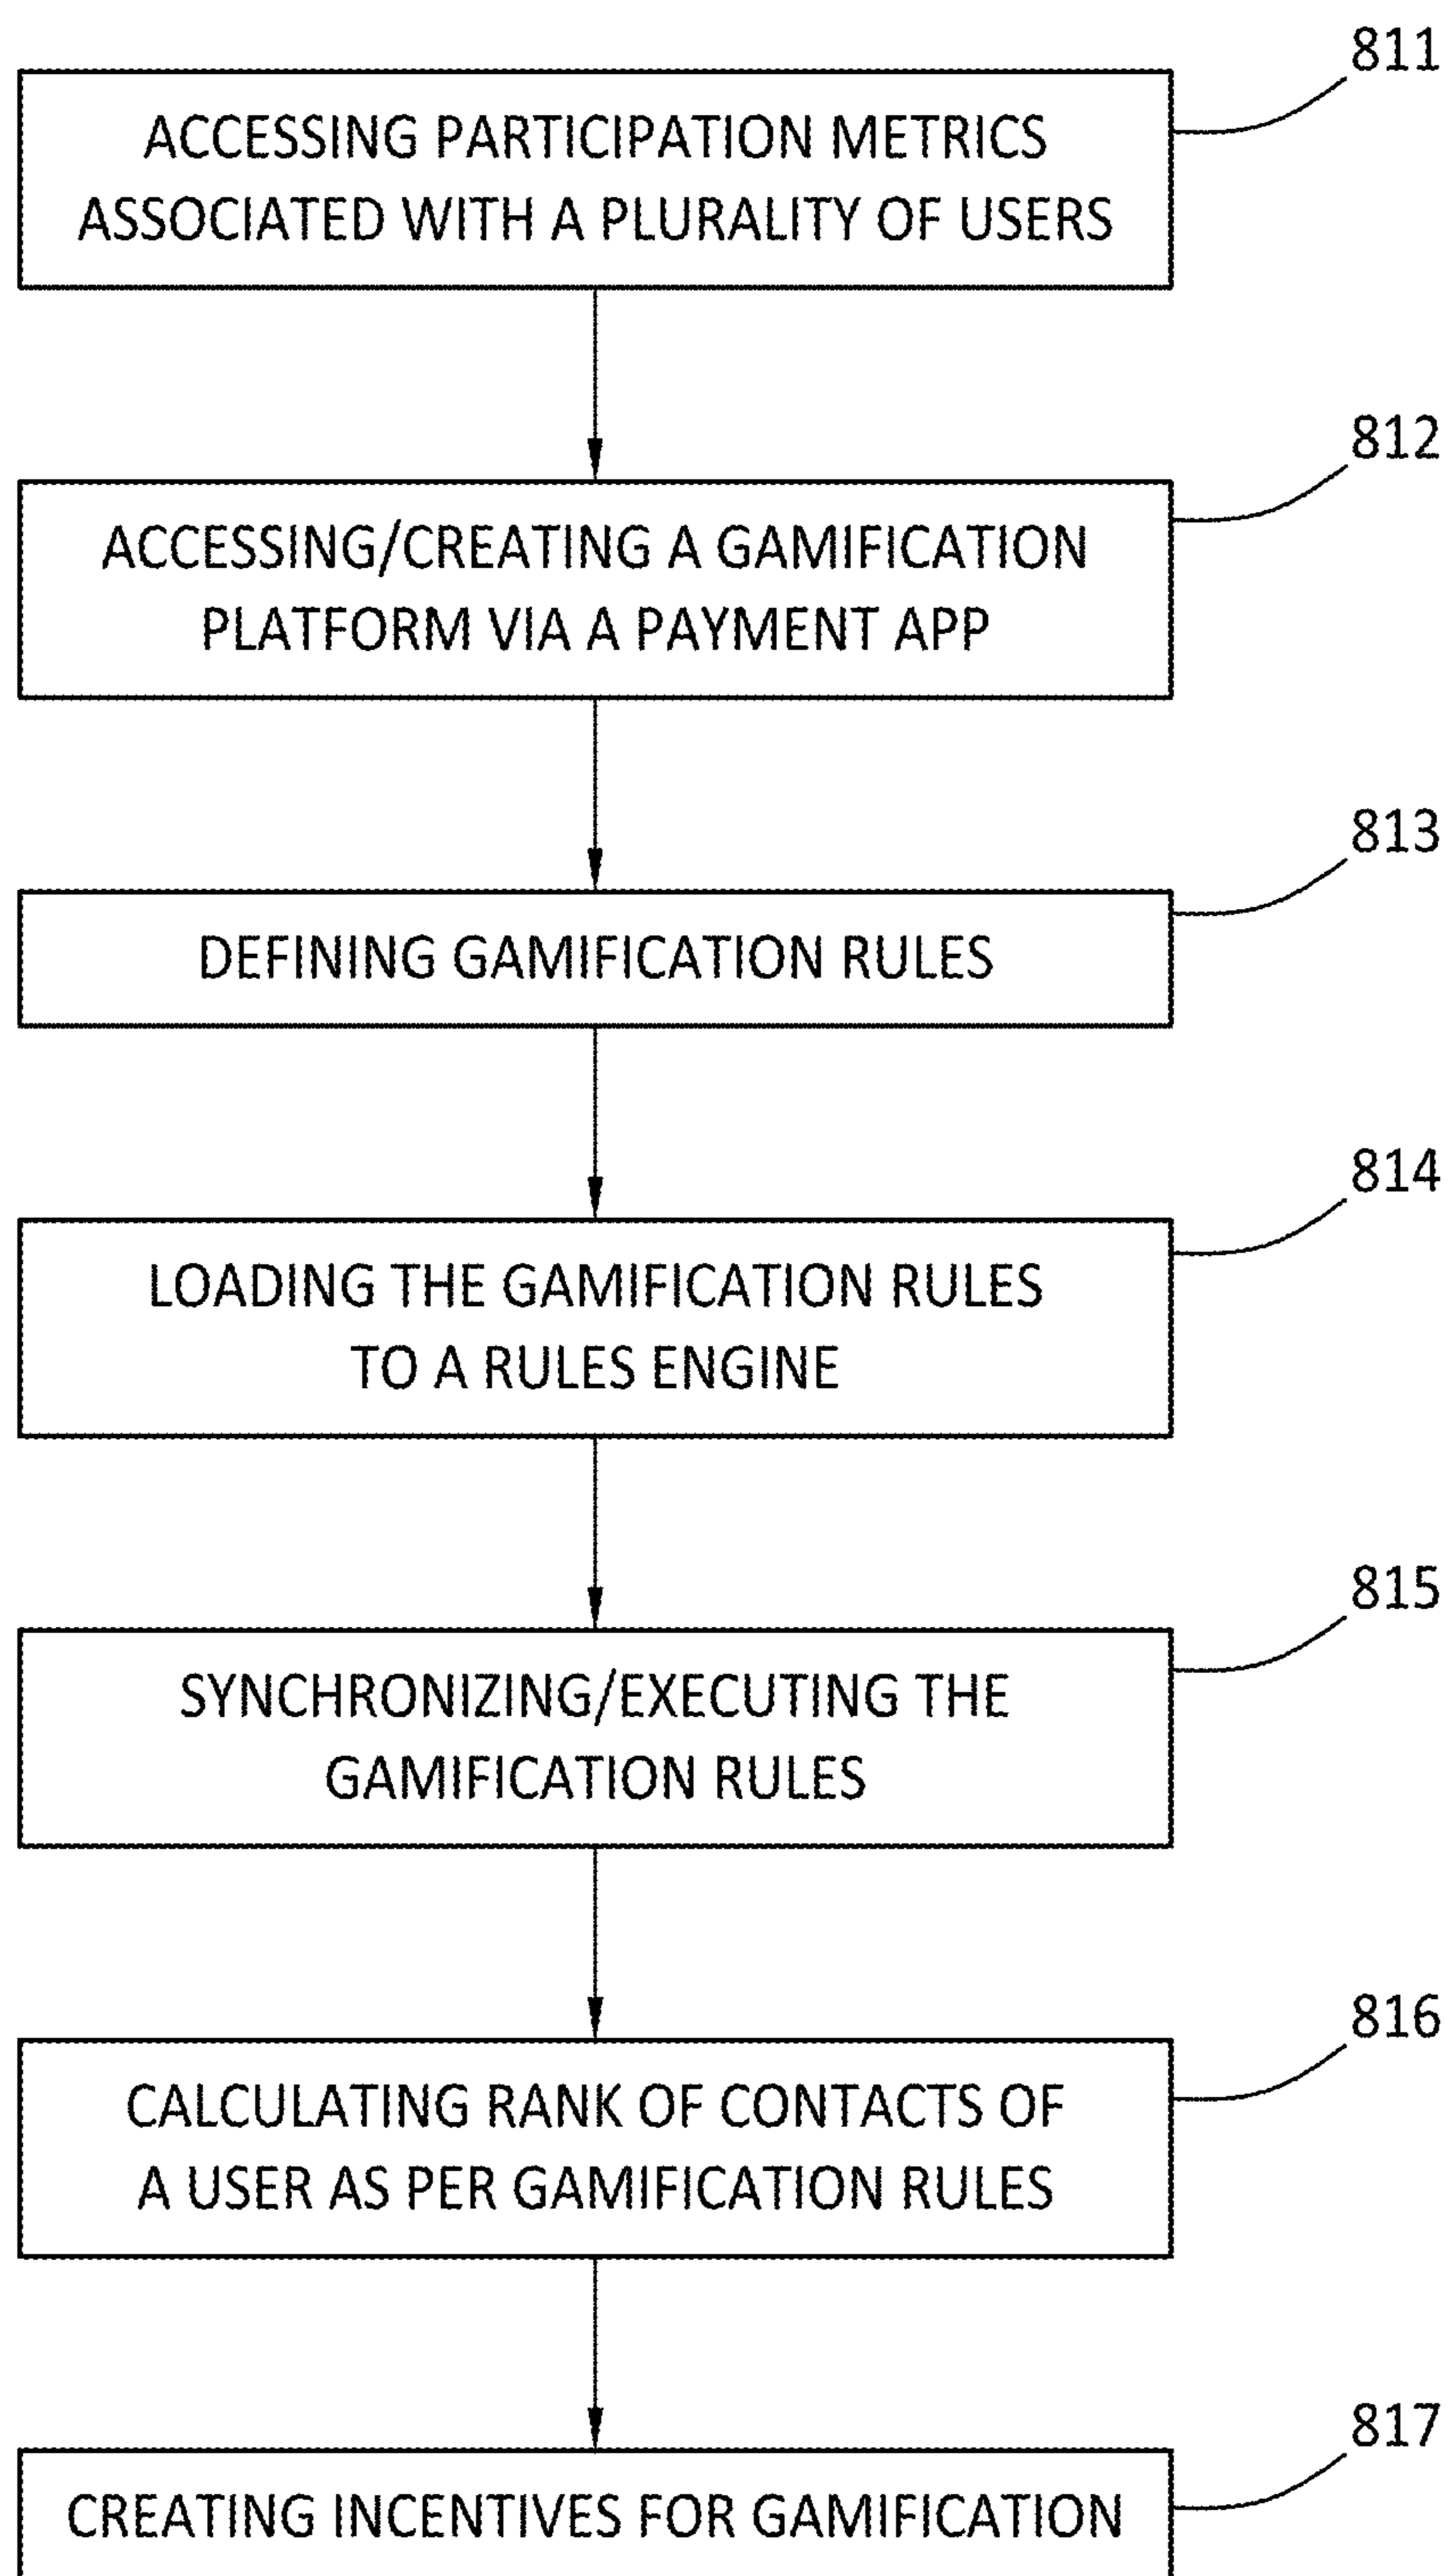 811
ACCESSING PARTICIPATION METRICS
ASSOCIATED WITH A PLURALITY OF USERS
812
ACCESSING/CREATING A GAMIFICATION
PLATFORM VIA A PAYMENT APP
813
DEFINING GAMIFICATION RULES
814
LOADING THE GAMIFICATION RULES
TO A RULES ENGINE
815
SYNCHRONIZING/EXECUTING THE
GAMIFICATION RULES
816
CALCULATING RANK OF CONTACTS OF
A USER AS PER GAMIFICATION RULES
817
CREATING INCENTIVES FOR GAMIFICATION